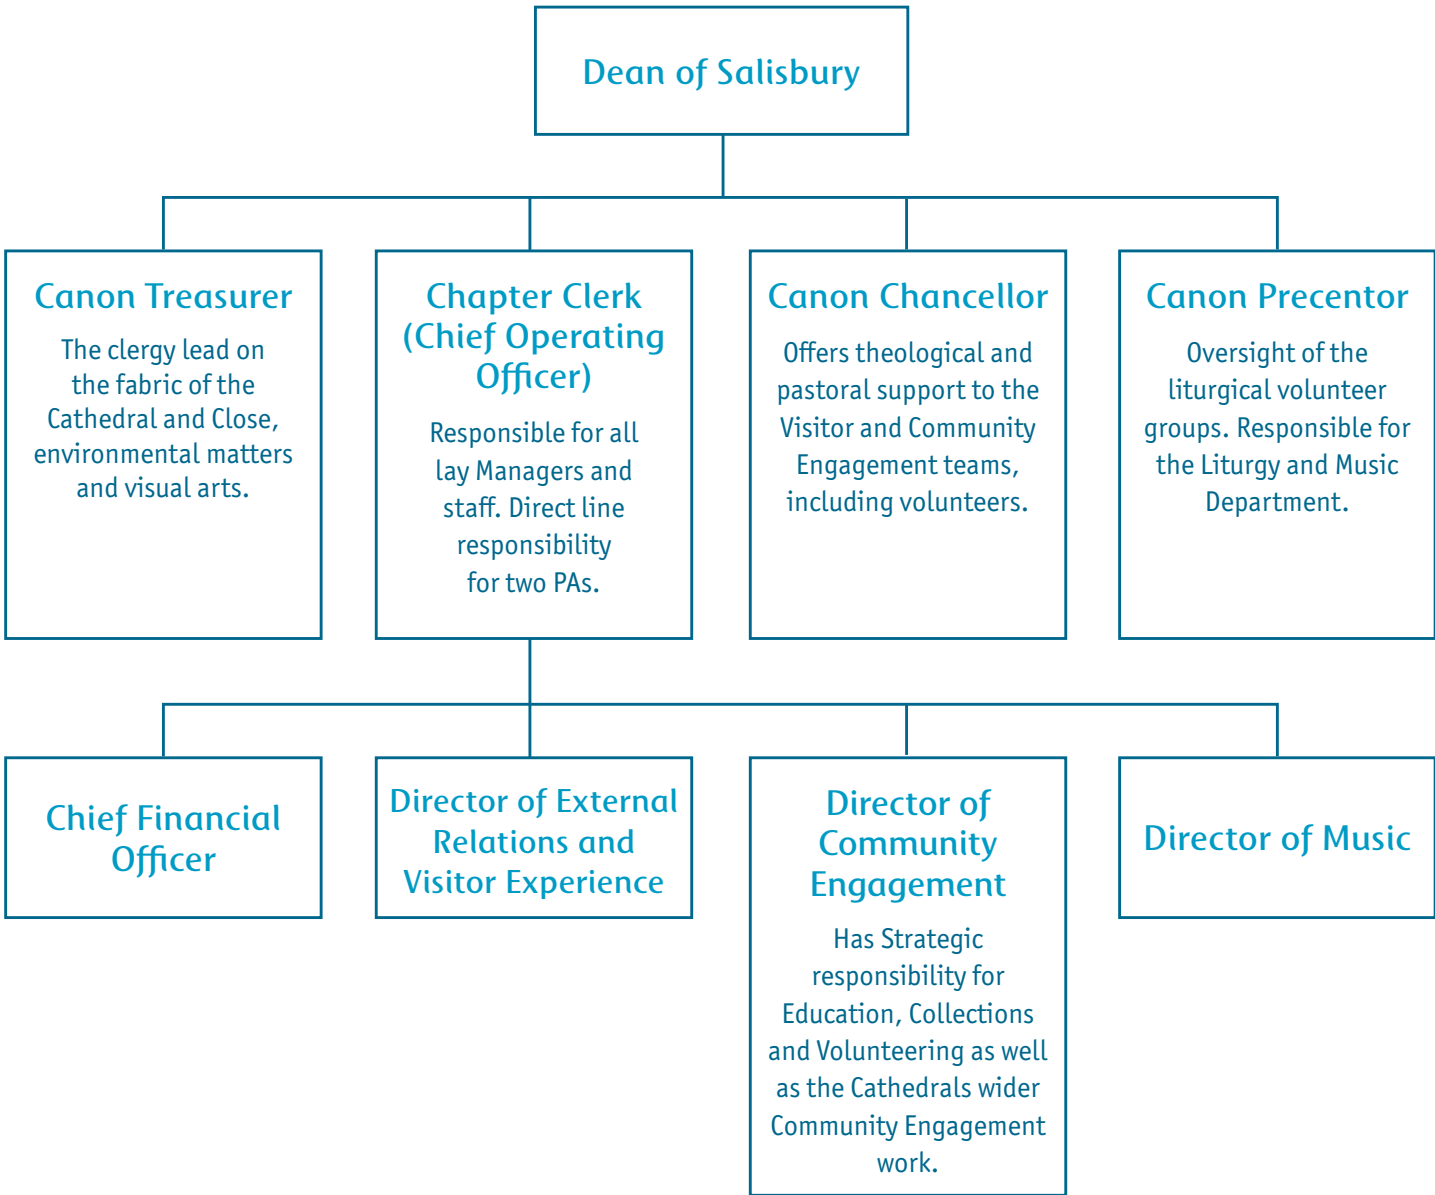 Dean of Salisbury
Canon Treasurer
The clergy lead on
the fabric of the
Cathedral and Close,
environmental matters
and visual arts.
Chapter Clerk
(Chief Operating
Officer)
Responsible for all
lay Managers and
staff. Direct line
responsibility
for two PAs.
Canon Chancellor
Offers theological and
pastoral support to the
Visitor and Community
Engagement teams,
including volunteers.
Canon Precentor
Oversight of the
liturgical volunteer
groups. Responsible for
the Liturgy and Music
Department.
Chief Financial
Officer
Director of External
Relations and
Visitor Experience
Director of
Community
Engagement
Has Strategic
responsibility for
Education, Collections
and Volunteering as well
as the Cathedrals wider
Community Engagement
work.
Director of Music